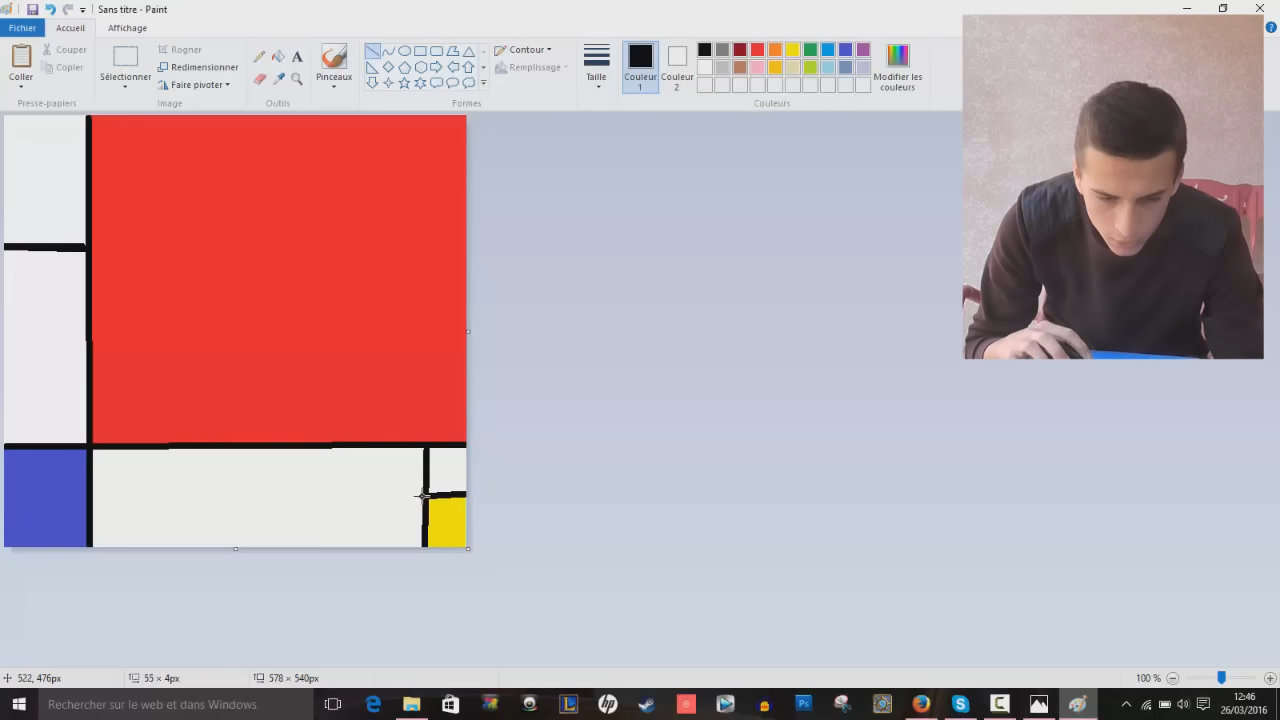 Sans titre - Paint
Fichier Accueil Affichage
Coller
Couper
Copier
Presse-papiers
Sélectionner
Rogner
Redimensionner
Faire pivoter
Image
A
Outils
Pinceaux
Contour
Remplissage
Formes
Taille
Couleur
1
Couleur
2
Couleurs
Modifier les
couleurs
522, 476px
55 × 4px
578 × 540px
100 %
Rechercher sur le web et dans Windows
hp
Ps
12:46
26/03/2016